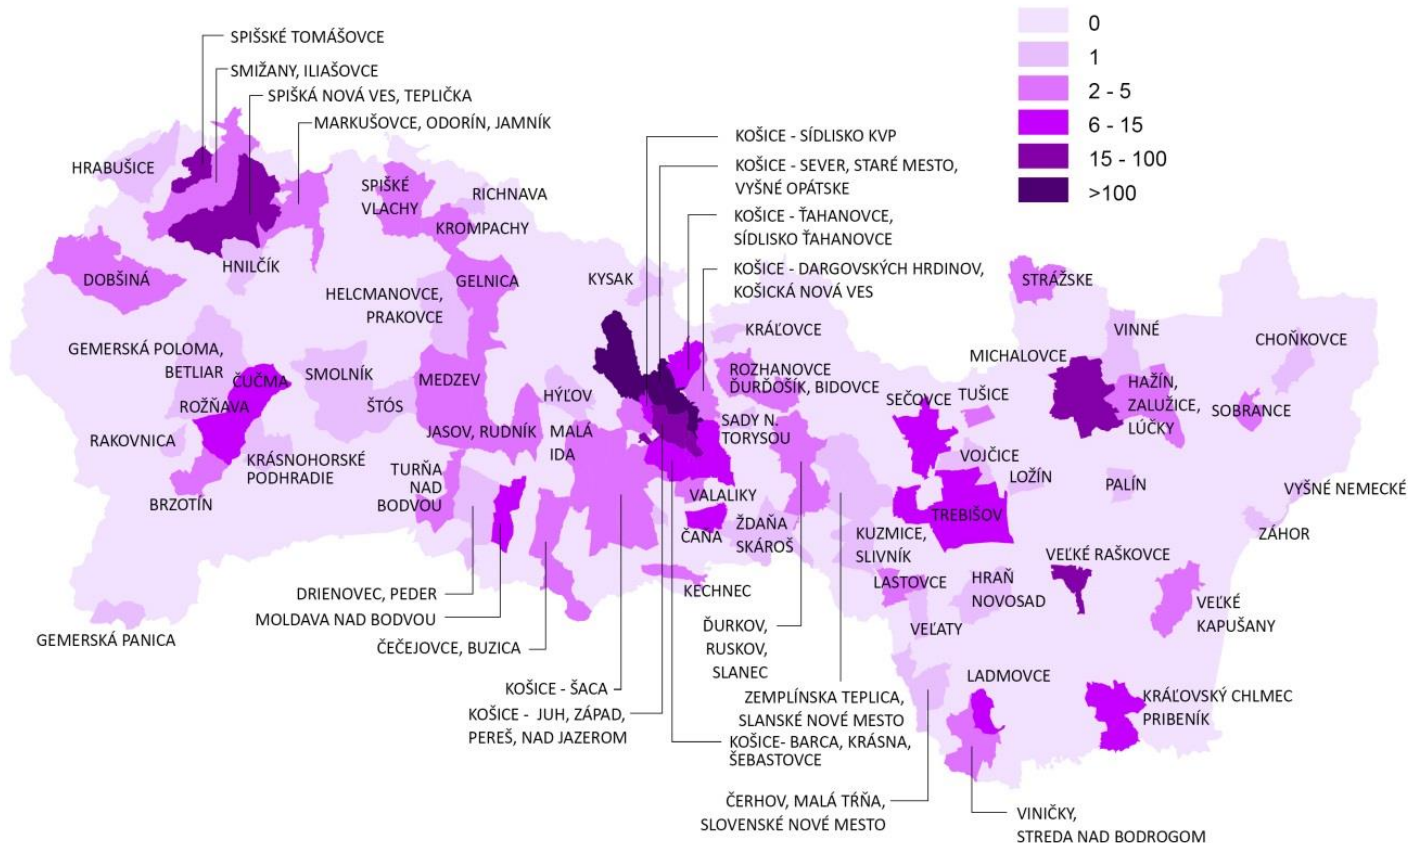 SPIŠSKÉ TOMÁŠOVCE
SMIŽANY, ILIAŠOVCE
SPIŠKÁ NOVÁ VES, TEPLIČKA
MARKUŠOVCE, ODORÍN, JAMNÍK
HRABUŠICE
SPIŠKÉ
VLACHY
RICHNAVA
KROMPACHY
HNILČÍK
DOBŠINÁ
HELCMANOVCE,
PRAKOVCE
GELNICA
KYSAK
KOŠICE - SÍDLISKO KVP
KOŠICE - SEVER, STARÉ MESTO,
VYŠNÉ OPÁTSKE
KOŠICE - ŤAHANOVCE,
SÍDLISKO ŤAHANOVCE
KOŠICE - DARGOVSKÝCH HRDINOV,
KOŠICKÁ NOVÁ VES
0
1
2 - 5
6 - 15
15 - 100
>100
STRÁŽSKE
KRÁĽOVCE
VINNÉ
CHOŇKOVCE
GEMERSKÁ POLOMA,
BETLIAR
SMOLNÍK
ČUČMA
MEDZEV
ROZHANOVCE
ĎURĎOŠÍK, BIDOVCE
MICHALOVCE
HAŽÍN,
ZALUŽICE,
LÚČKY
SOBRANCE
ROŽŇAVA
ŠTÓS
HÝĽOV
SEČOVCE
TUŠICE
RAKOVNICA
JASOV, RUDNÍK
MALÁ
IDA
SADY N.
TORYSOU
KRÁSNOHORSKÉ
PODHRADIE
VOJČICE
LOŽÍN
BRZOTÍN
TURŇA
NAD
BODVOU
VALALIKY
PALÍN
VYŠNÉ NEMECKÉ
ČAŇA
ŽDAŇA
SKÁROŠ
KUZMICE,
SLIVNÍK
TREBIŠOV
ZÁHOR
VEĽKÉ RAŠKOVCE
DRIENOVEC, PEDER
KECHNEC
LASTOVCE
HRAŇ
NOVOSAD
VEĽKÉ
KAPUŠANY
MOLDAVA NAD BODVOU
GEMERSKÁ PANICA
ČEČEJOVCE, BUZICA
ĎURKOV,
RUSKOV,
SLANEC
VEĽATY
KOŠICE - ŠACA
KOŠICE - JUH, ZÁPAD,
PEREŠ, NAD JAZEROM
ZEMPLÍNSKA TEPLICA,
SLANSKÉ NOVÉ MESTO
KOŠICE- BARCA, KRÁSNA,
ŠEBASTOVCE
LADMOVCE
KRÁĽOVSKÝ CHLMEC
PRIBENÍK
ČERHOV, MALÁ TŔŇA,
SLOVENSKÉ NOVÉ MESTO
VINIČKY,
STREDA NAD BODROGOM